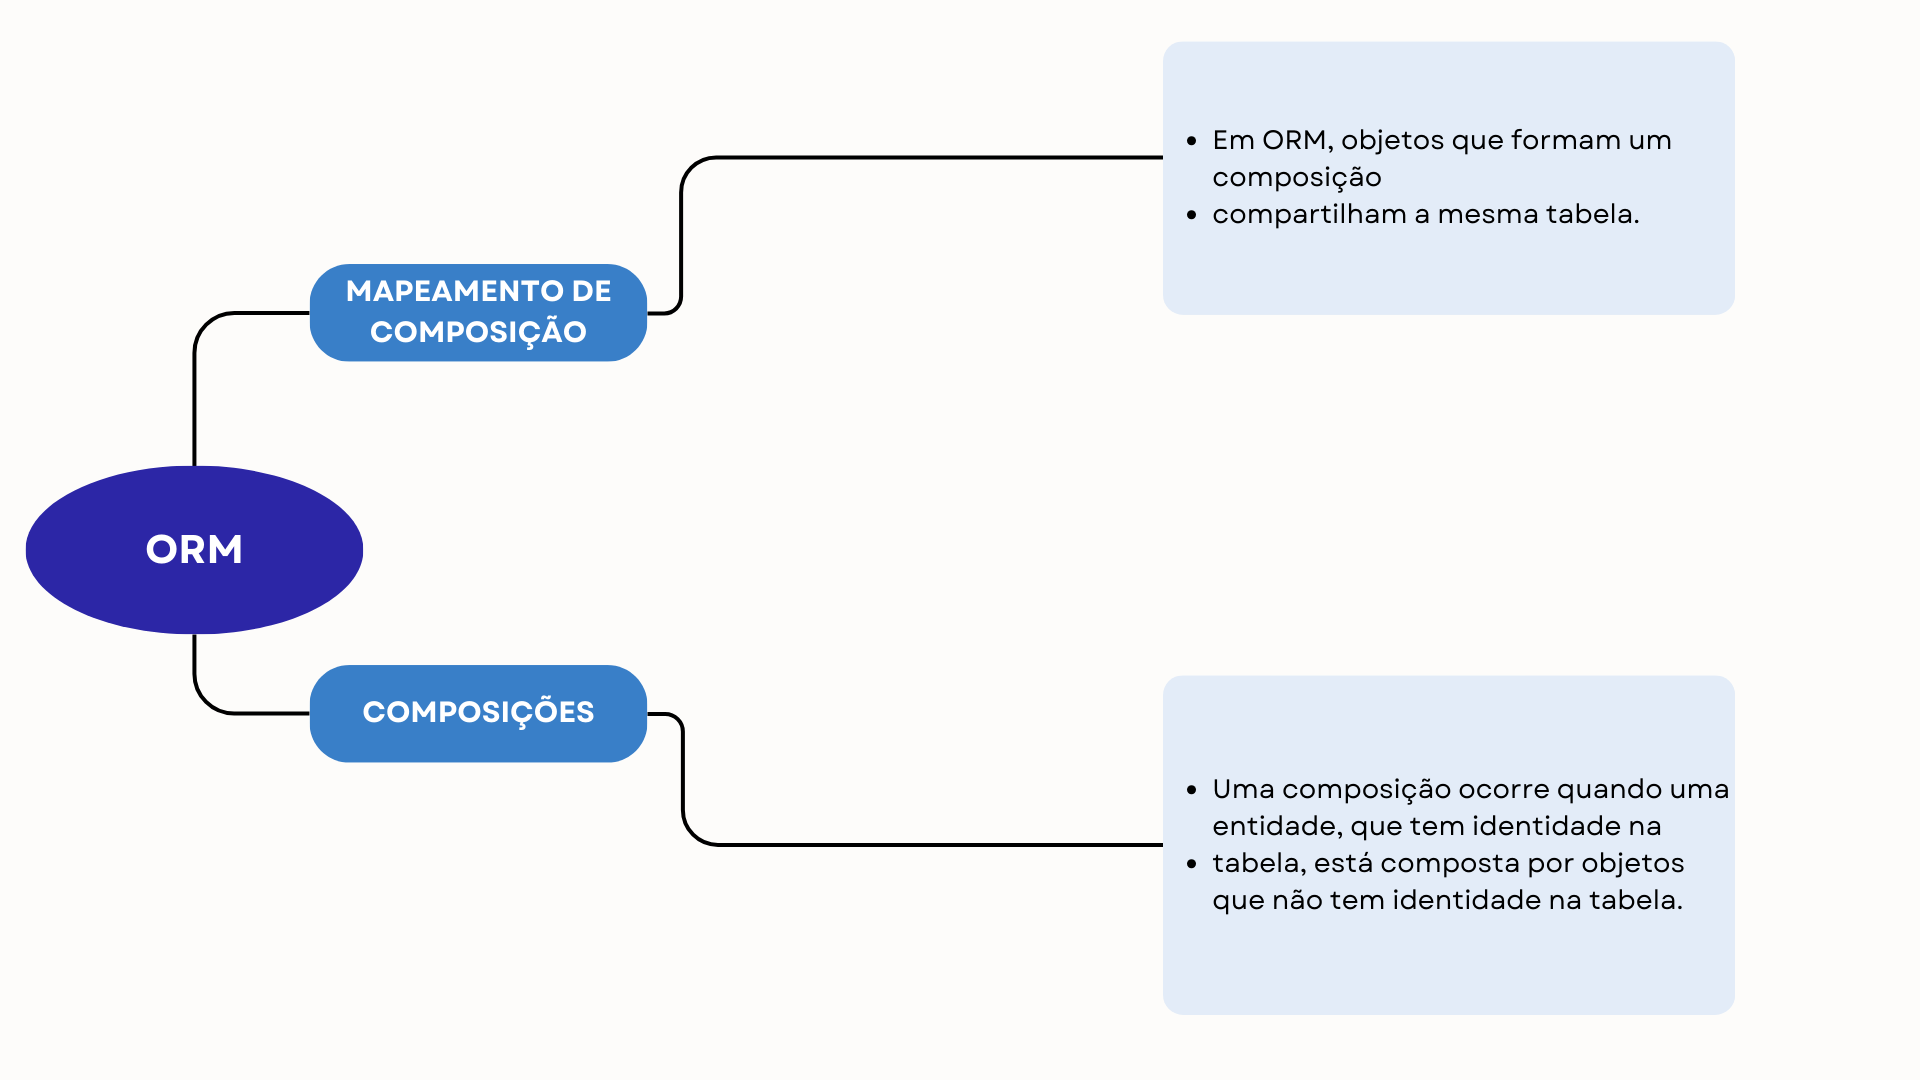 • Em ORM, objetos que formam um
composição
• compartilham a mesma tabela.
MAPEAMENTO DE
COMPOSIÇÃO
ORM
COMPOSIÇÕES
• Uma composição ocorre quando uma
entidade, que tem identidade na
• tabela, está composta por objetos
que não tem identidade na tabela.